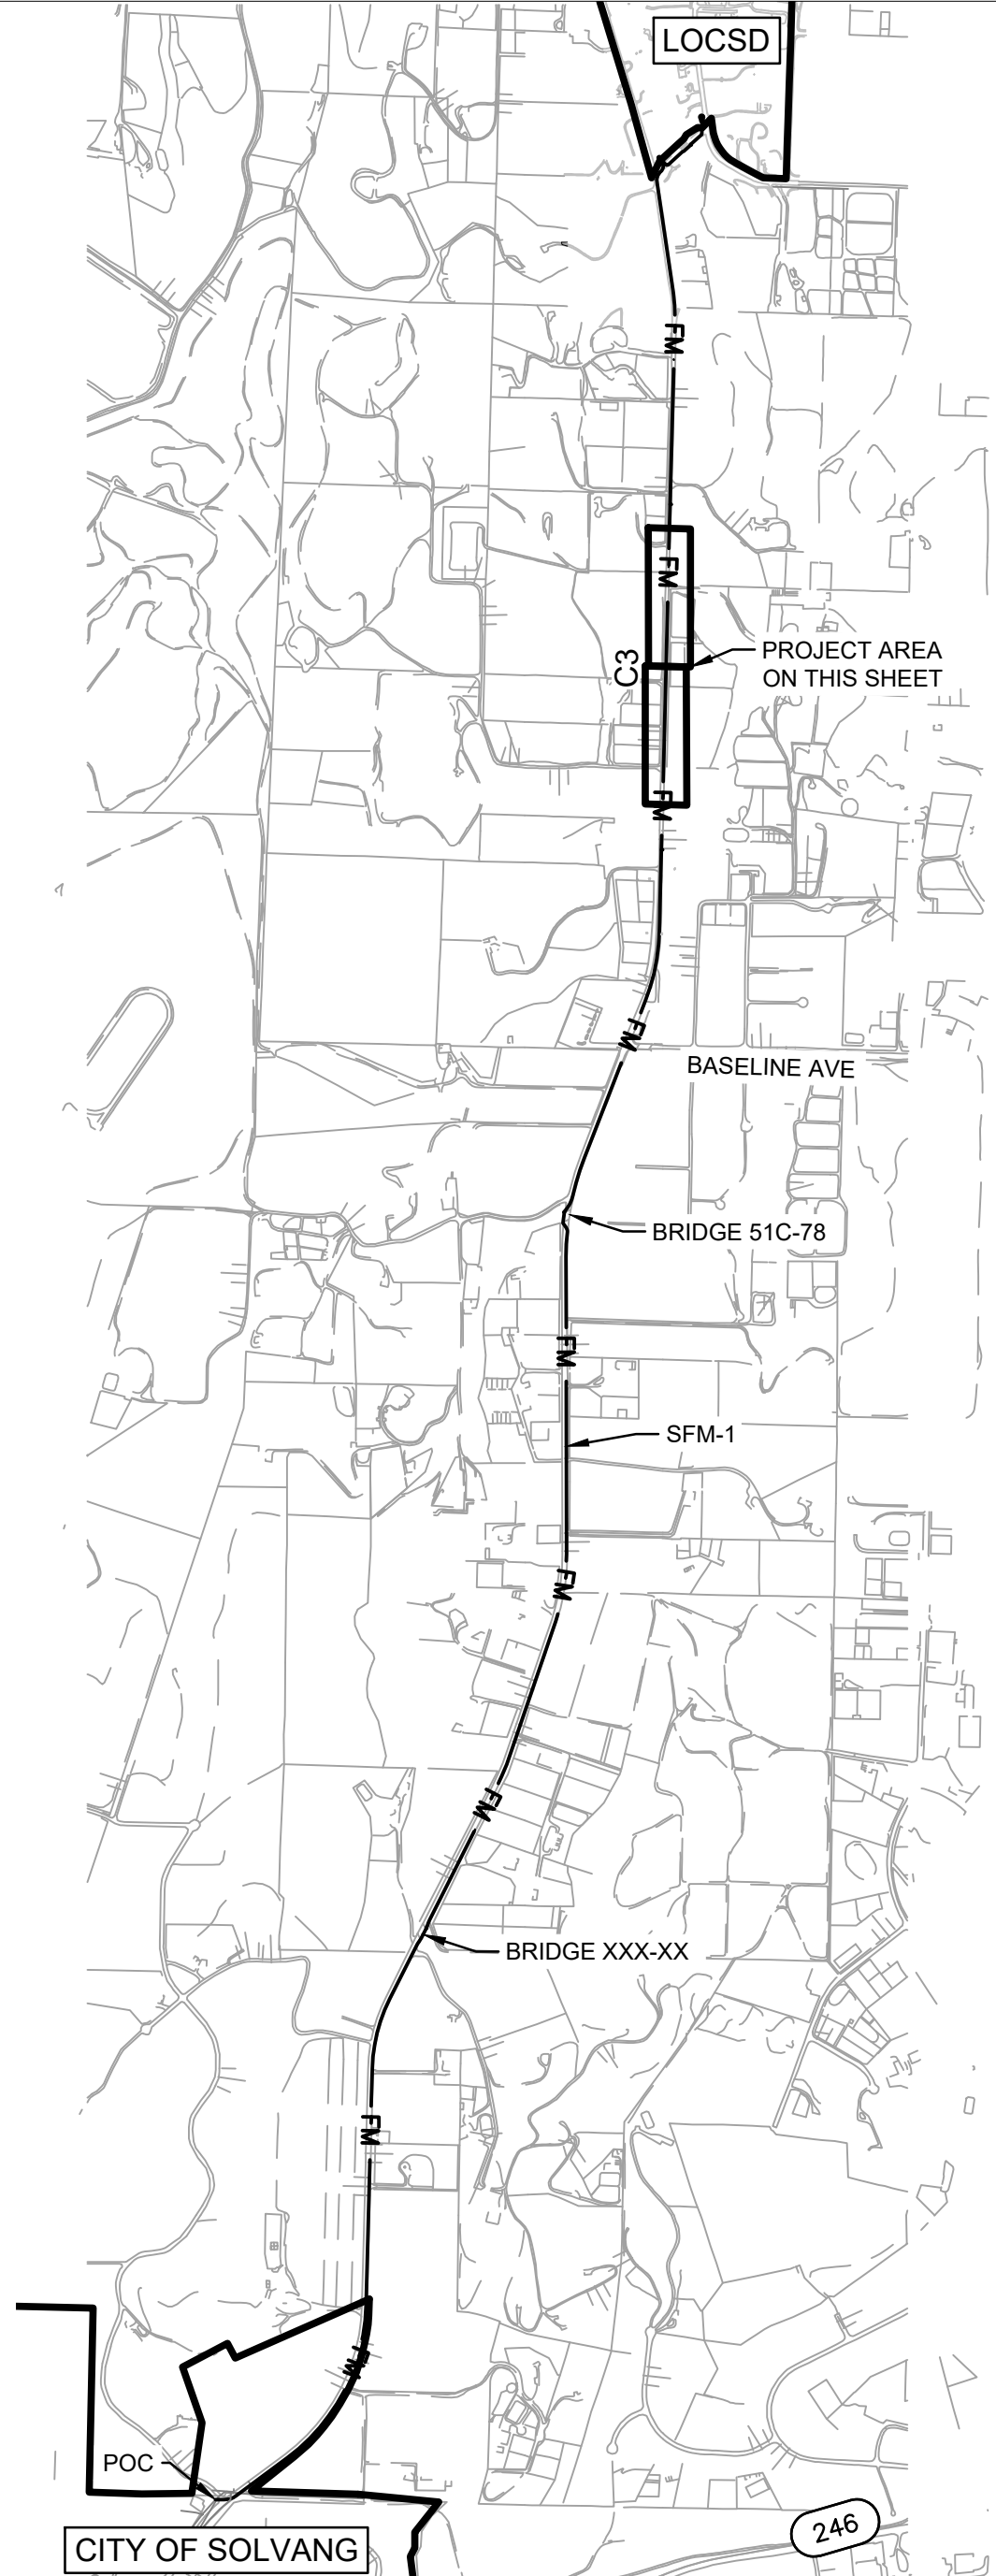 LOCSD
FM
FM
C3
PROJECT AREA
ON THIS SHEET
FM
FM
BASELINE AVE
BRIDGE 51C-78
FM
SFM-1
FM
FM
BRIDGE XXX-XX
FM
FM
POC
246
CITY OF SOLVANG